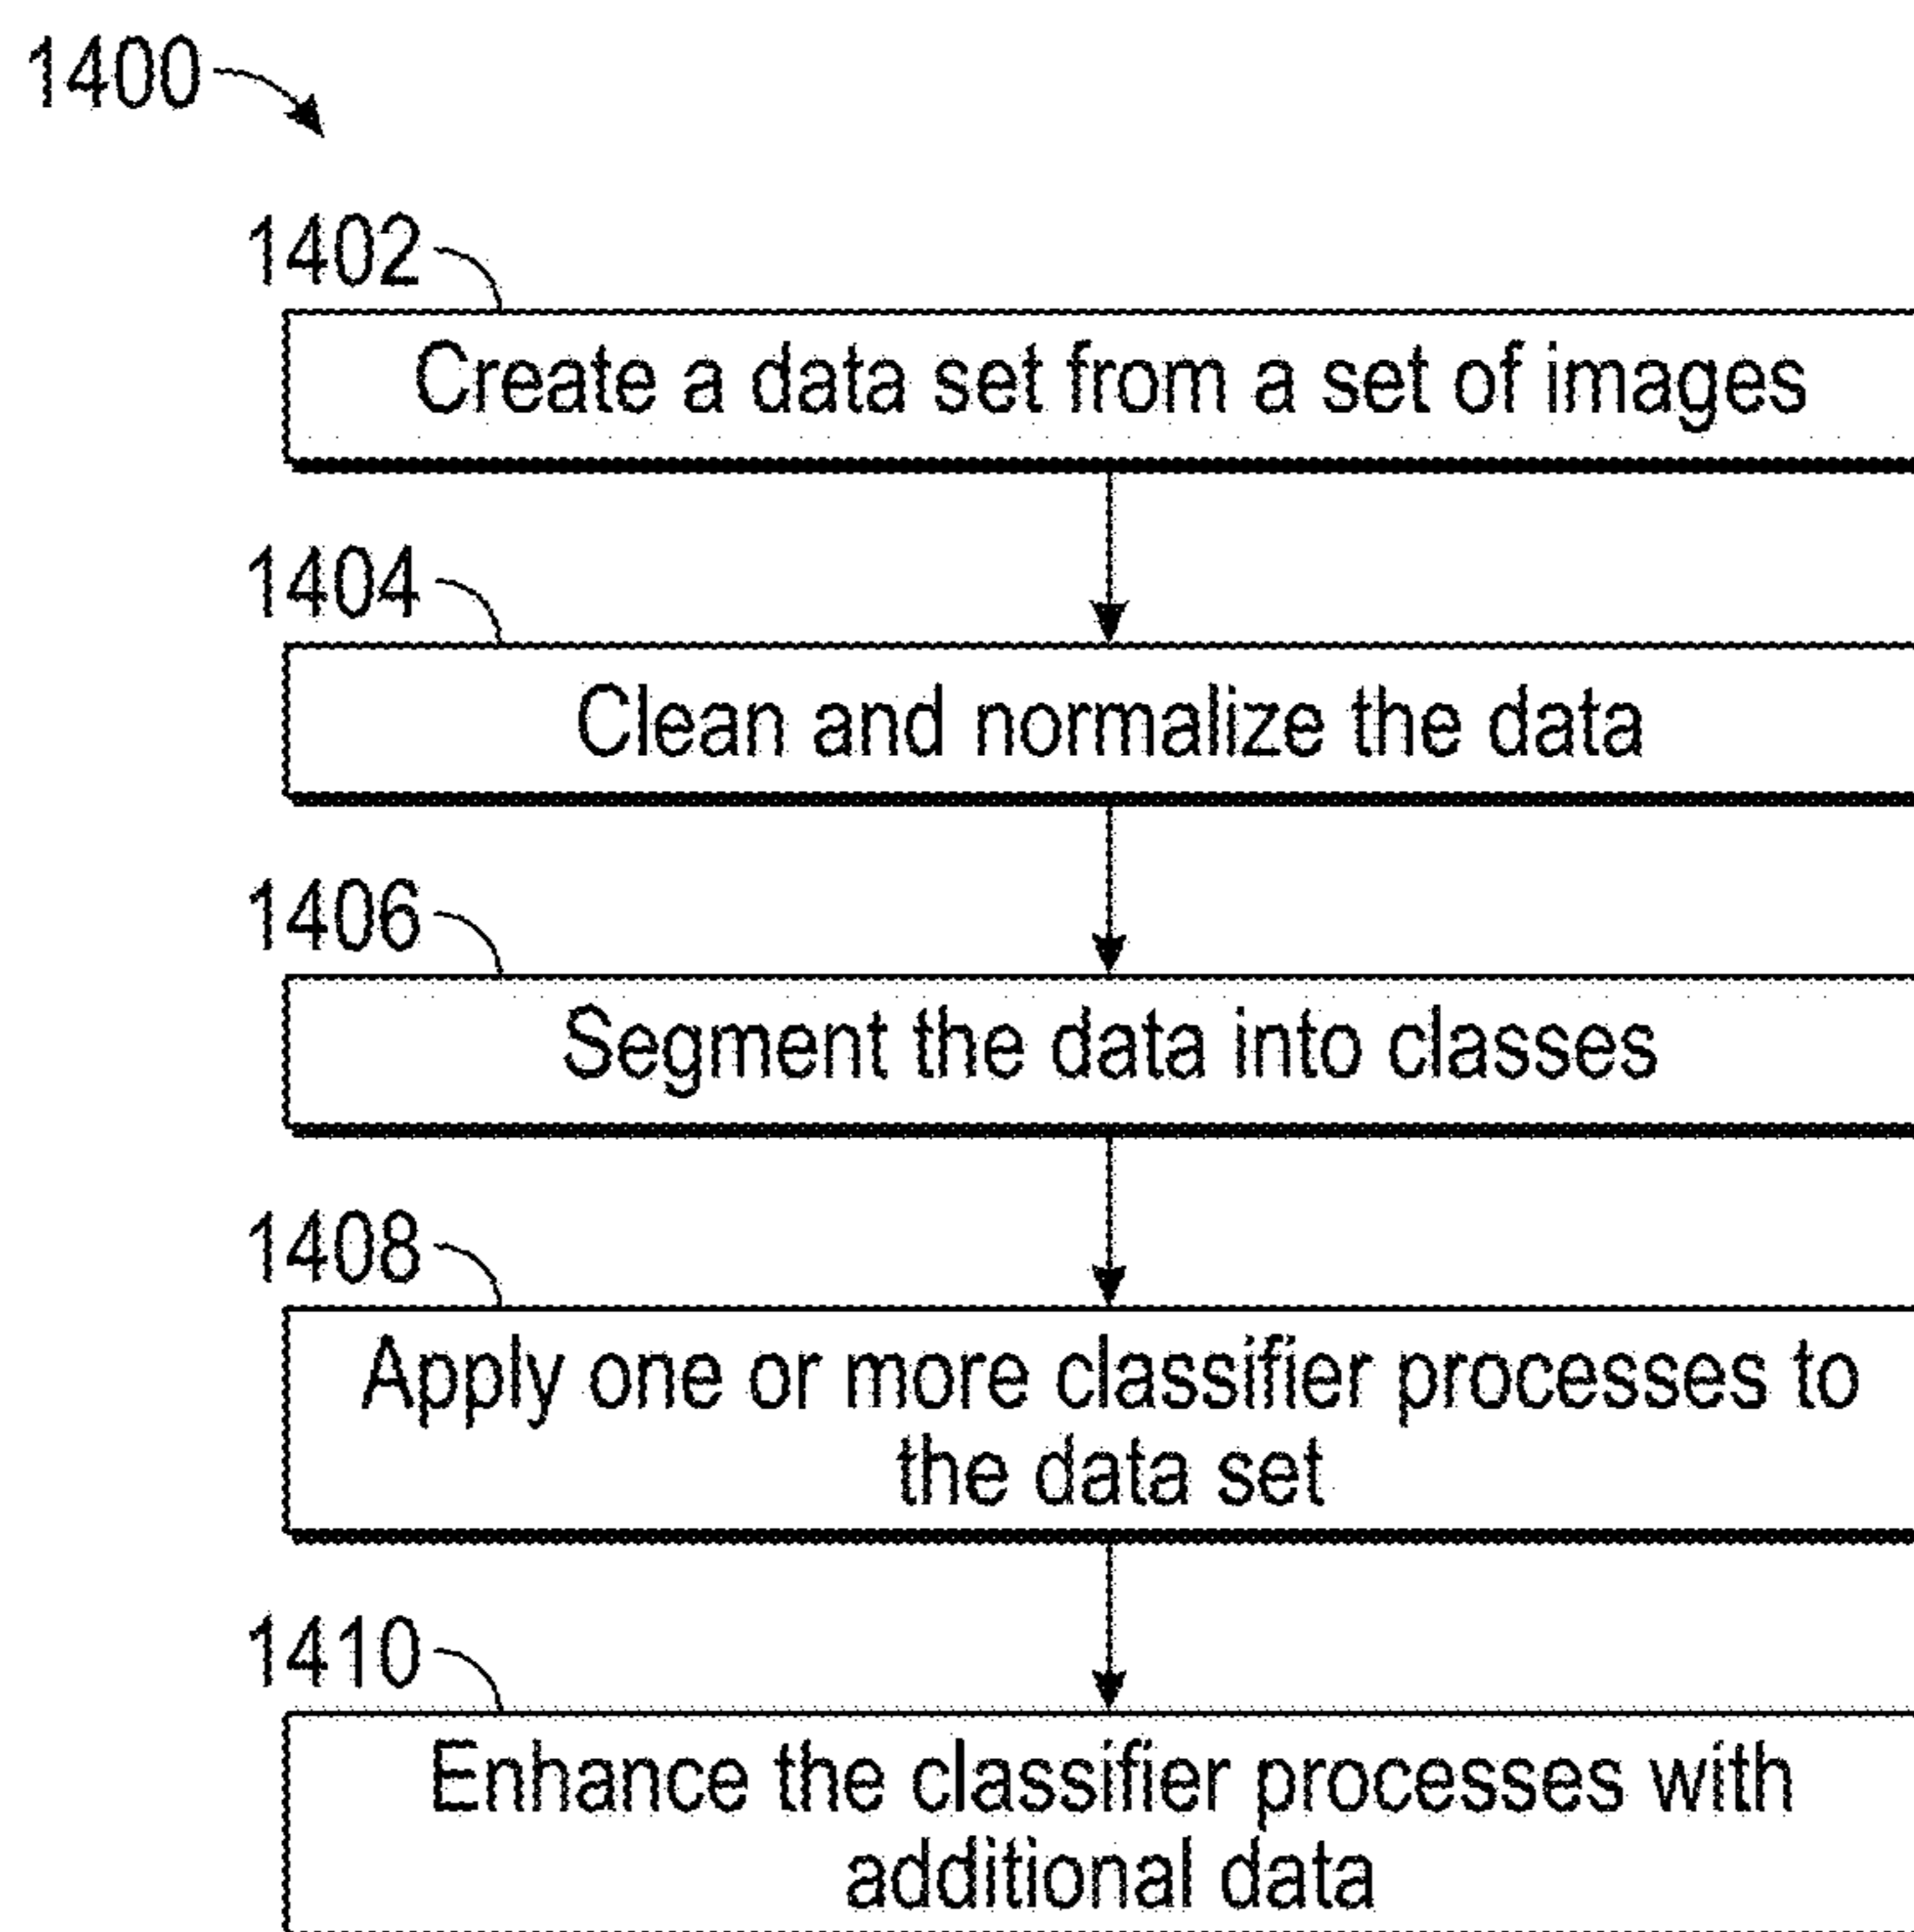 1400
1402
Create a data set from a set of images
1404
Clean and normalize the data
1406
Segment the data into classes
1408
Apply one or more classifier processes to
the data set
1410
Enhance the classifier processes with
additional data